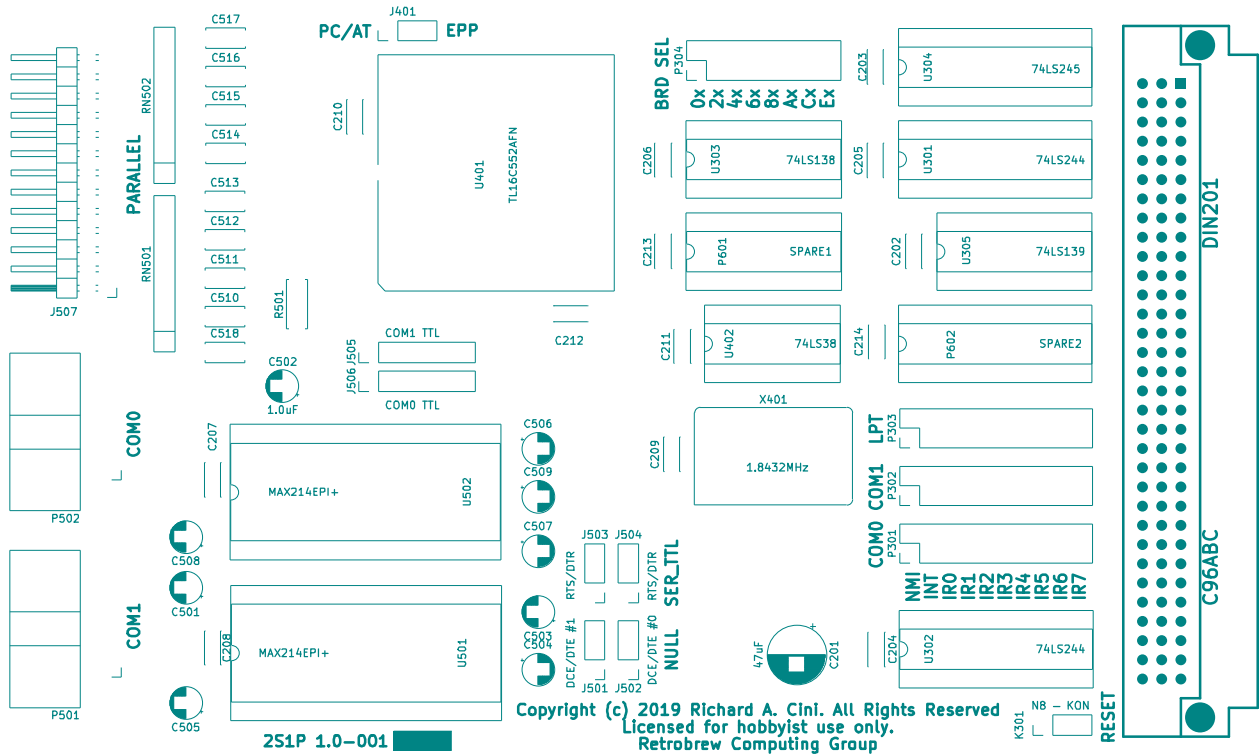 C517
C516
C515
C514
C513
C512
C511
C510
C518
RN502
RN501
PARALLEL
J507
R501
C502
1.0uF
J401
PC/AT
EPP
C210
U401
TL16C552AFN
C212
COM1 TTL
J505
J506
COM0 TTL
BRD SEL
P304
0x
2x
4x
6x
8x
Ax
Cx
Ex
C203
U304
74LS245
C206
U303
74LS138
C205
U301
74LS244
C213
P601
SPARE1
C202
U305
74LS139
C211
U402
74LS38
C214
P602
SPARE2
DIN201
C96ABC
COM0
P502
C207
MAX214EPI+
U502
C506
C509
C507
C508
C501
COM1
P501
C208
MAX214EPI+
U501
C503
C504
C505
X401
C209
1.8432MHz
LPT
P303
COM1
P302
COM0
P301
NMI
INT
IR0
IR1
IR2
IR3
IR4
IR5
IR6
IR7
J503
J504
RTS/DTR
RTS/DTR
SER_TTL
DCE/DTE #1
DCE/DTE #0
NULL
J501
J502
+
47uF
C201
C204
U302
74LS244
N8 - KON
K301
RESET
Copyright (c) 2019 Richard A. Cini. All Rights Reserved
Licensed for hobbyist use only.
Retrobrew Computing Group
2S1P 1.0-001